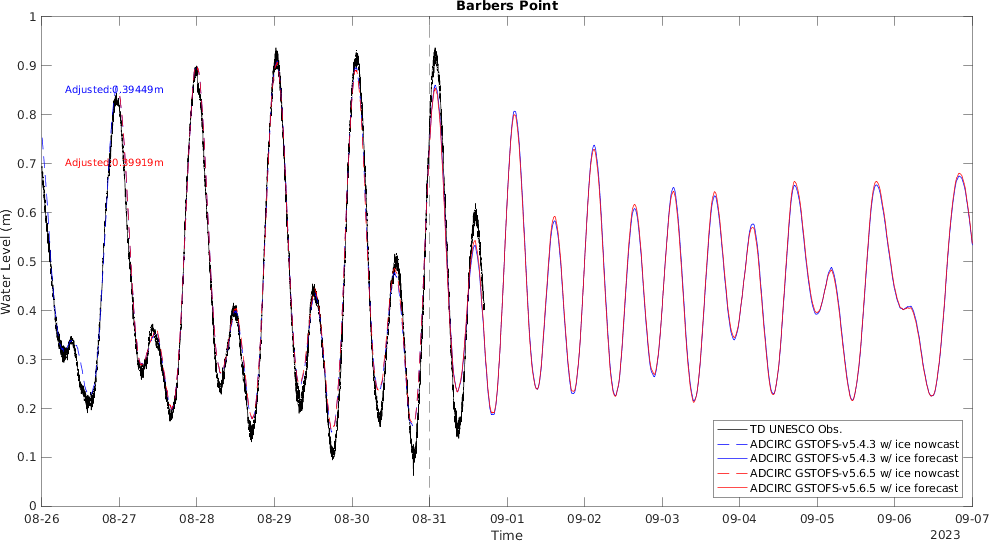 Barbers Point
1
0.9
0.8
0.7
0.6
0.5
0.4
0.3
0.2
0.1
0
Water Level (m)
Adjusted:0.39449m
Adjusted:0.39919m
TD UNESCO Obs.
ADCIRC GSTOFS-v5.4.3 w/ ice nowcast
ADCIRC GSTOFS-v5.4.3 w/ ice forecast
ADCIRC GSTOFS-v5.6.5 w/ ice nowcast
ADCIRC GSTOFS-v5.6.5 w/ ice forecast
08-26 08-27 08-28 08-29 08-30 08-31 09-01 09-02 09-03 09-04 09-05 09-06 09-07
Time
2023